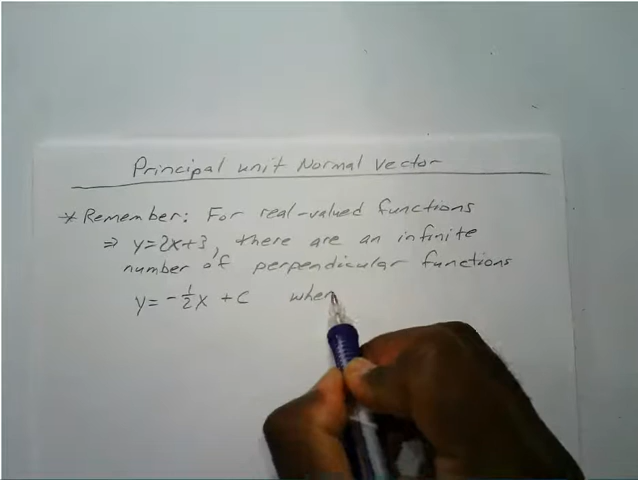 Principal unit Normal Vector
* Remember: For real-valued functions
⇒ y=2x+3, there are an infinite
number of perpendicular functions
y= -1/2x + C when